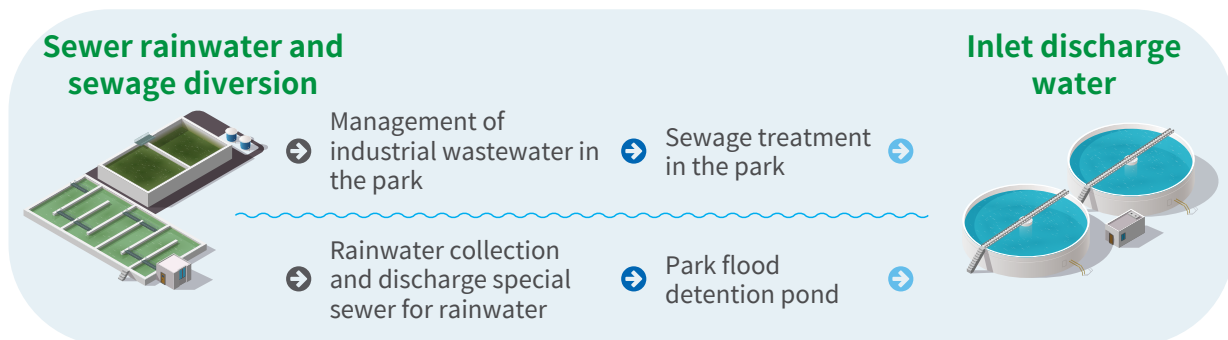 Sewer rainwater and
sewage diversion
Management of
industrial wastewater in
the park
Sewage treatment
in the park
Rainwater collection
and discharge special
sewer for rainwater
Park flood
detention pond
Inlet discharge
water